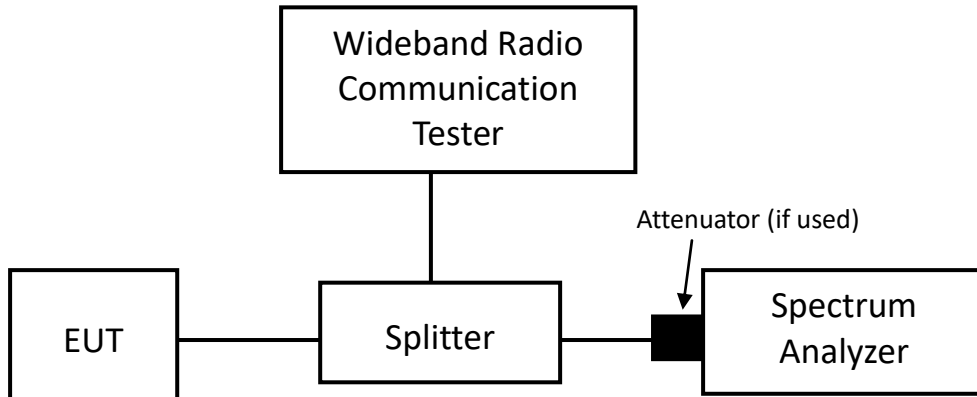 Wideband Radio
Communication
Tester
Attenuator (if used)
EUT
Splitter
Spectrum
Analyzer